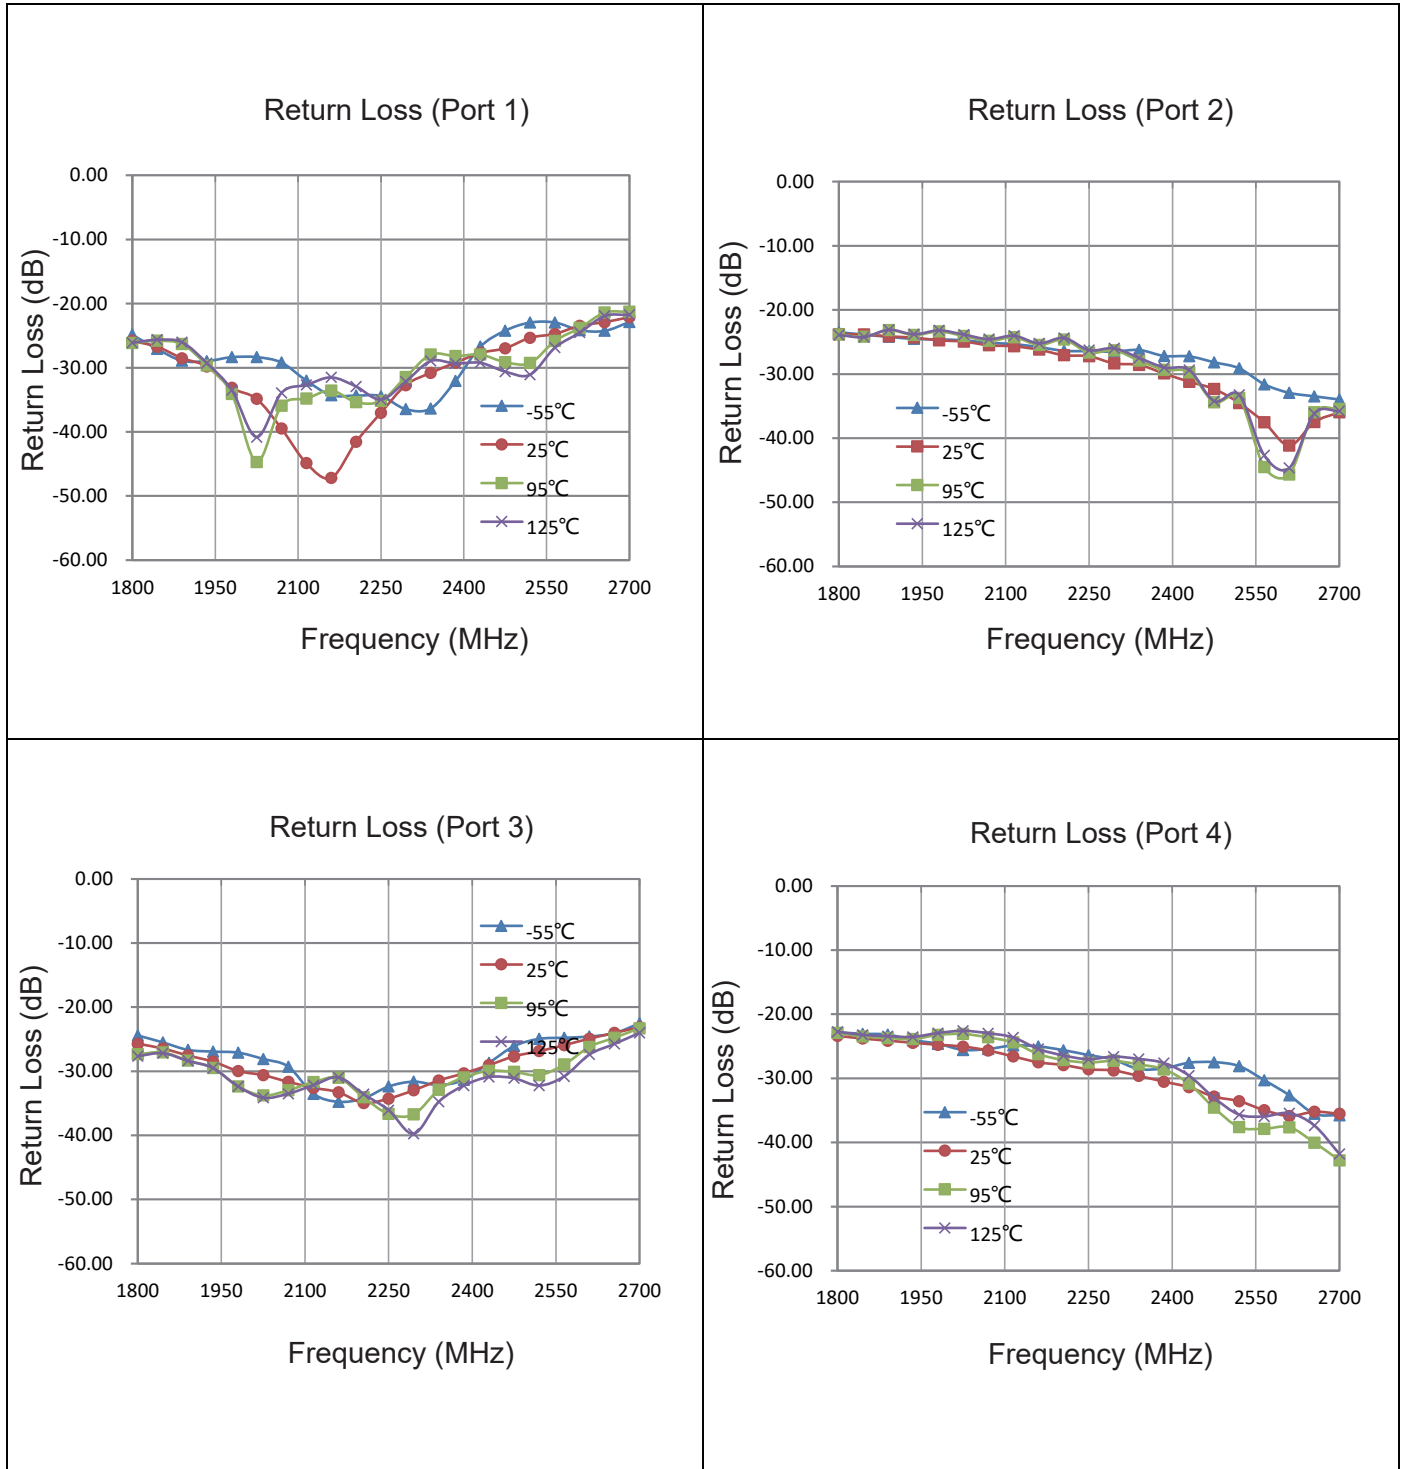 Return Loss (Port 1)
Return Loss (dB)
0.00
-10.00
-20.00
-30.00
-40.00
-50.00
-60.00
-55℃
25℃
95℃
125℃
1800 1950 2100 2250 2400 2550 2700
Frequency (MHz)
Return Loss (Port 2)
Return Loss (dB)
0.00
-10.00
-20.00
-30.00
-40.00
-50.00
-60.00
-55℃
25℃
95℃
125℃
1800 1950 2100 2250 2400 2550 2700
Frequency (MHz)
Return Loss (Port 3)
Return Loss (dB)
0.00
-10.00
-20.00
-30.00
-40.00
-50.00
-60.00
-55℃
25℃
95℃
125℃
1800 1950 2100 2250 2400 2550 2700
Frequency (MHz)
Return Loss (Port 4)
Return Loss (dB)
0.00
-10.00
-20.00
-30.00
-40.00
-50.00
-60.00
-55℃
25℃
95℃
125℃
1800 1950 2100 2250 2400 2550 2700
Frequency (MHz)